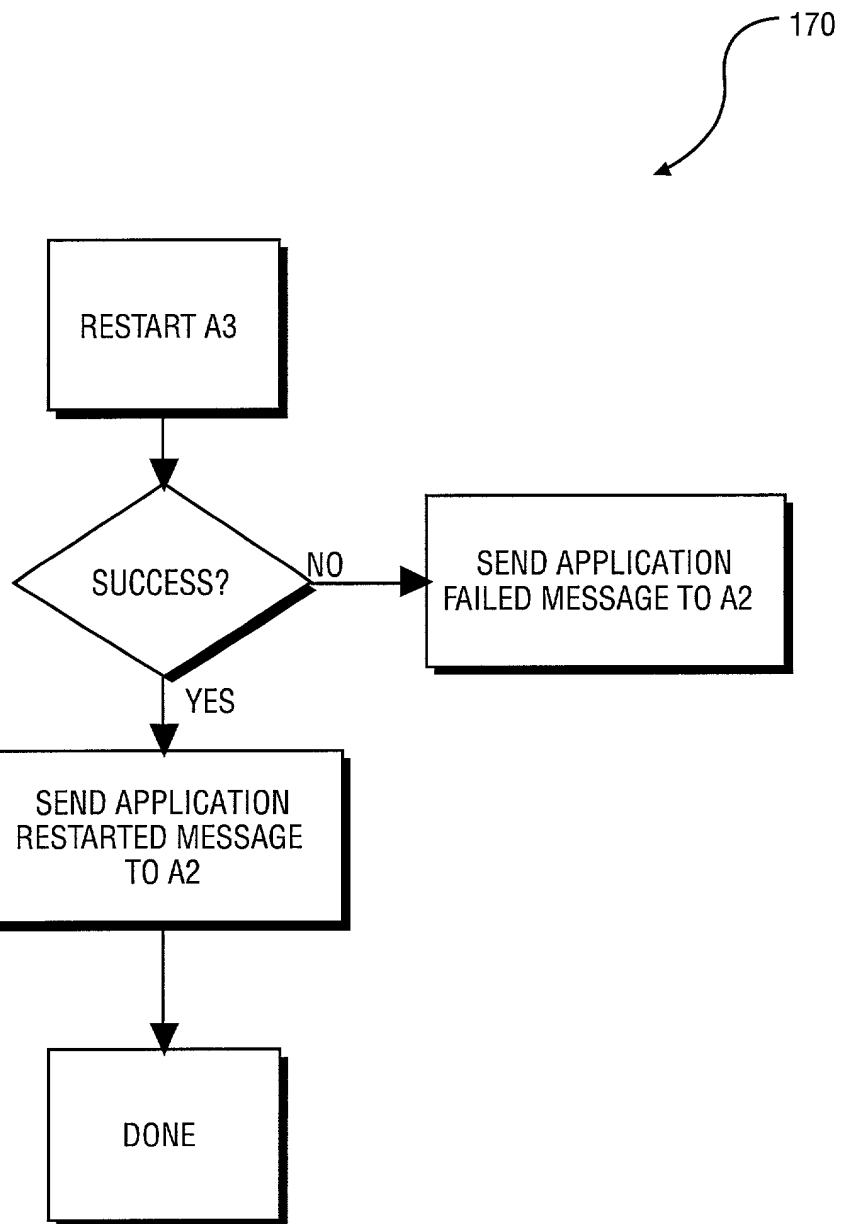 170
RESTART A3
SUCCESS?
NO
SEND APPLICATION
FAILED MESSAGE TO A2
YES
SEND APPLICATION
RESTARTED MESSAGE
TO A2
DONE